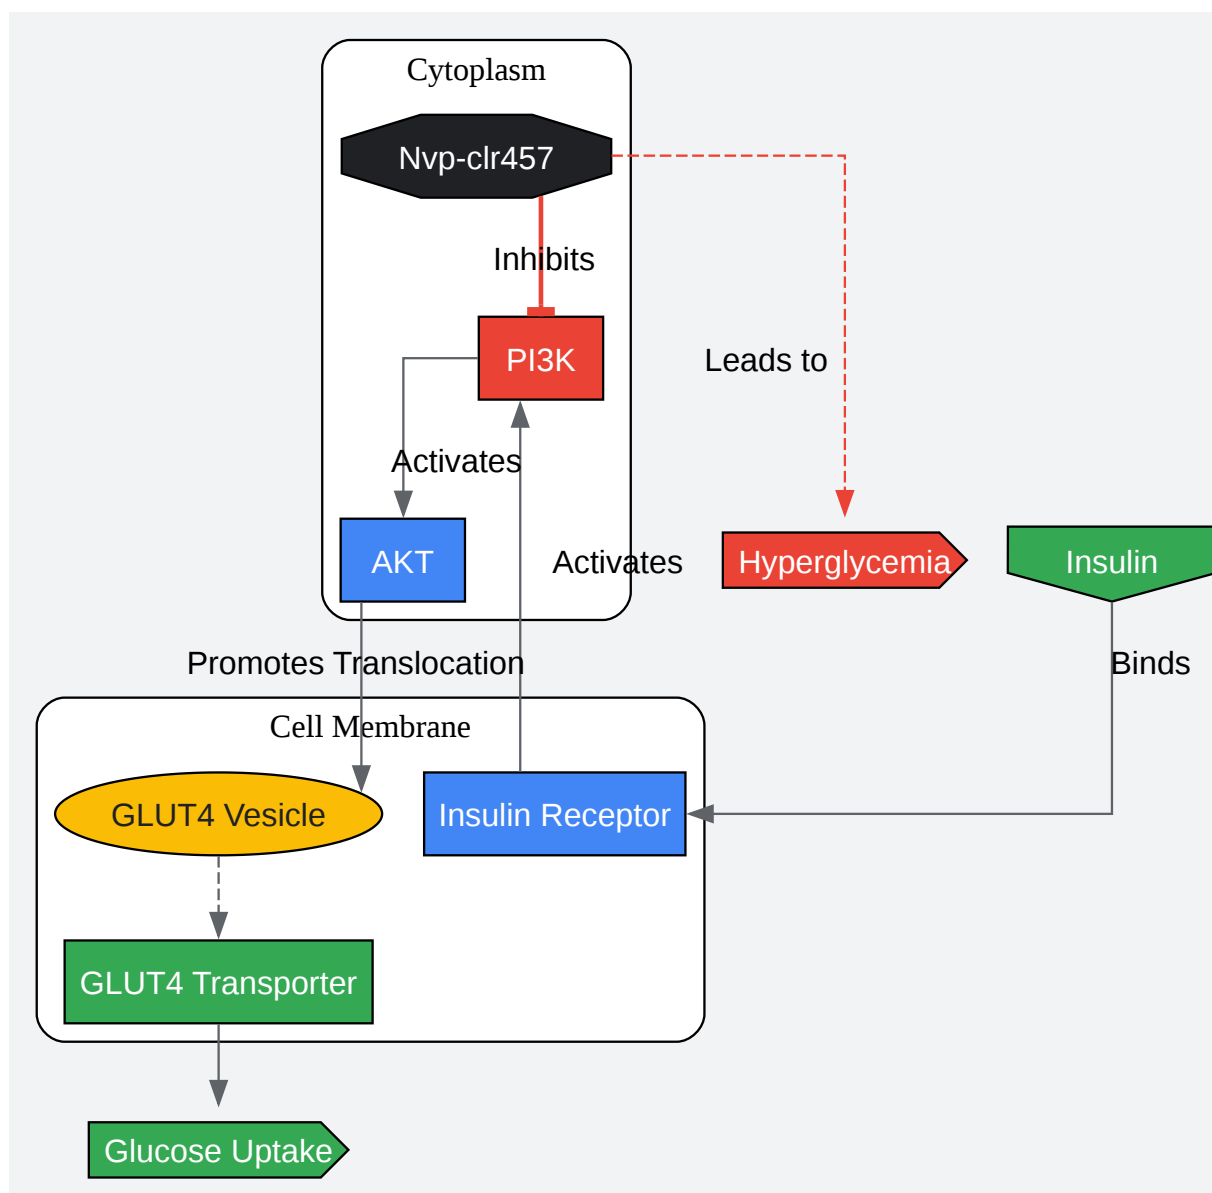 Cytoplasm
Nvp-clr457
Inhibits
PI3K
Leads to
Activates
AKT
Activates
Hyperglycemia
Insulin
Promotes Translocation
Binds
Cell Membrane
GLUT4 Vesicle
Insulin Receptor
GLUT4 Transporter
Glucose Uptake